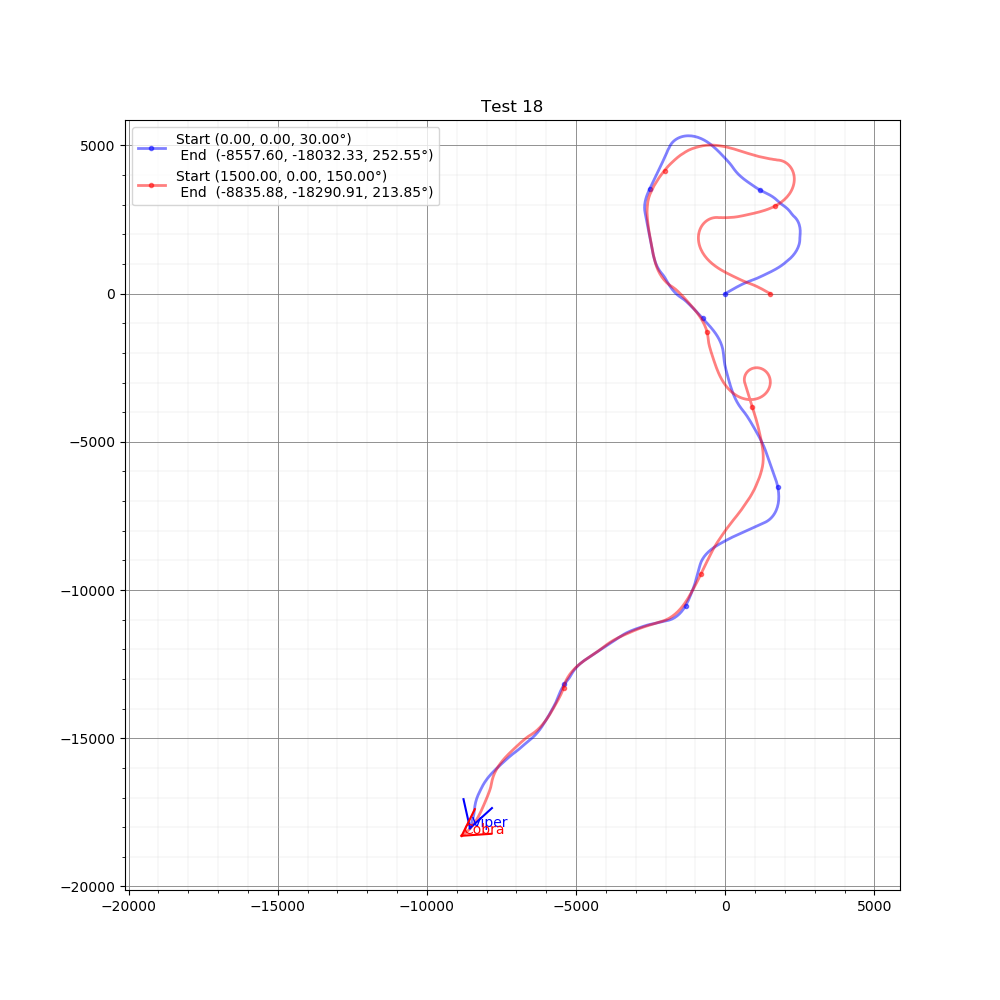 Test 18
Start (0.00, 0.00, 30.00°)
End (-8557.60, -18032.33, 252.55°)
Start (1500.00, 0.00, 150.00°)
End (-8835.88, -18290.91, 213.85°)
5000
0
−5000
−10000
−15000
−20000
Viper
Cobra
−20000 −15000 −10000 −5000 0 5000